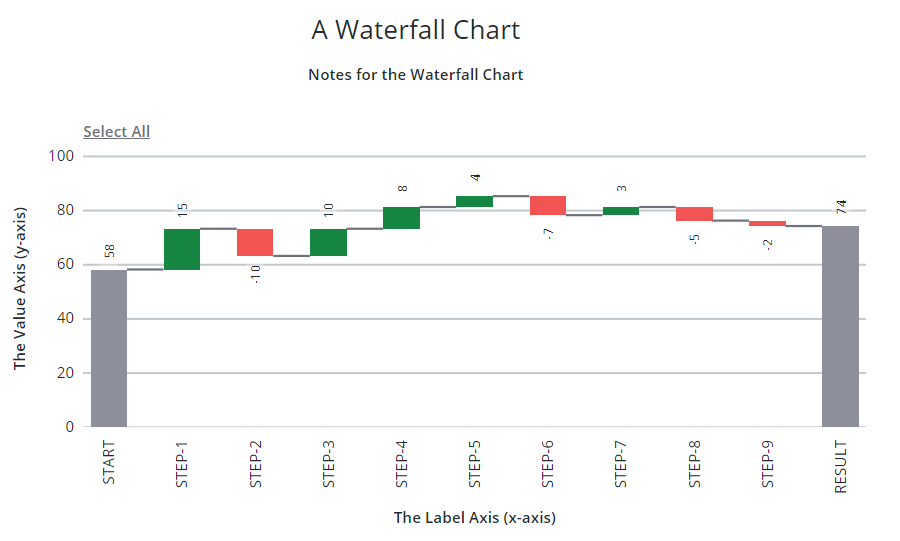 A Waterfall Chart
Notes for the Waterfall Chart
Select All
The Value Axis (y-axis)
100
80
60
40
20
0
58
15
-10
10
8
4
-7
3
-5
-2
74
START
STEP-1
STEP-2
STEP-3
STEP-4
STEP-5
STEP-6
STEP-7
STEP-8
STEP-9
RESULT
The Label Axis (x-axis)